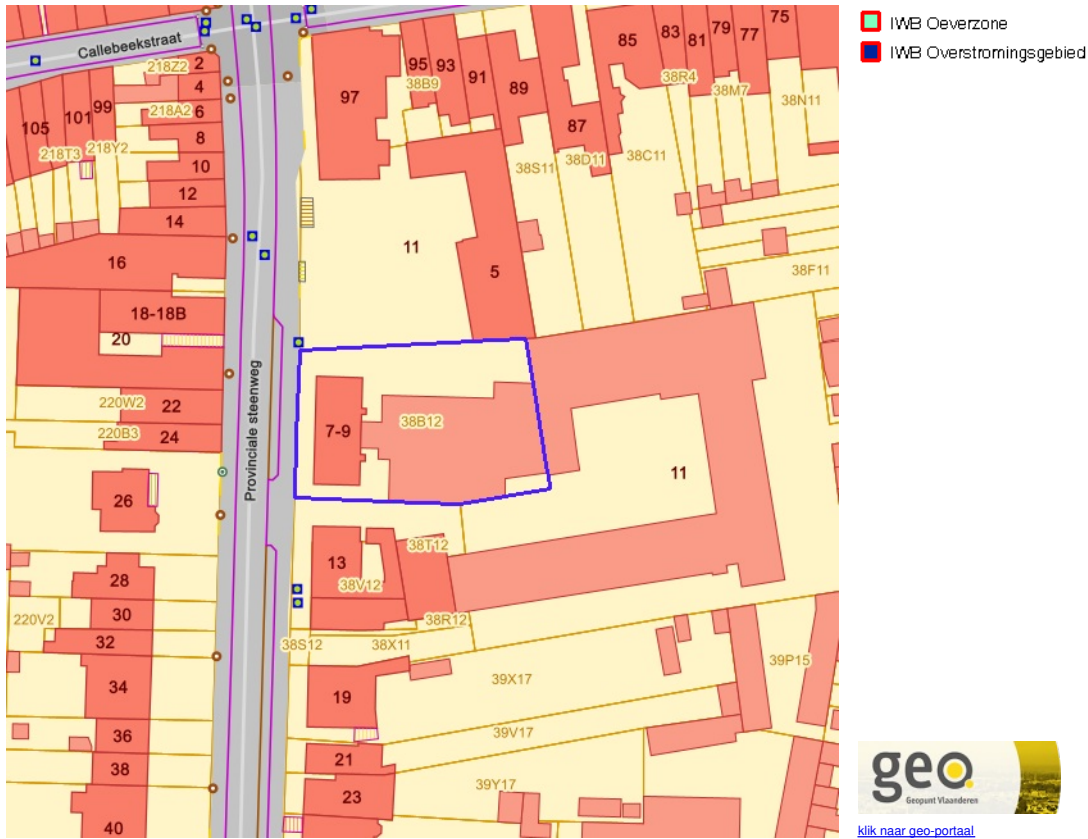 Callebeekstraat
IWB Oeverzone
IWB Overstromingsgebied
218Z2
2
4
218A2
6
8
10
12
14
16
105
101
99
218T3
218Y2
97
95
93
38B9
91
89
87
85
83
81
79
77
75
38R4
38M7
38N11
38S11
38D11
38C11
38F11
11
5
18-18B
20
220W2
22
220B3
24
26
Provinciale steenweg
7-9
38B12
11
13
38V12
38T12
38R12
28
30
220V2
32
34
36
38
40
38S12
38X11
19
39X17
39P15
39V17
21
23
39Y17
geo
Geopunt Vlaanderen
klik naar geo-portaal